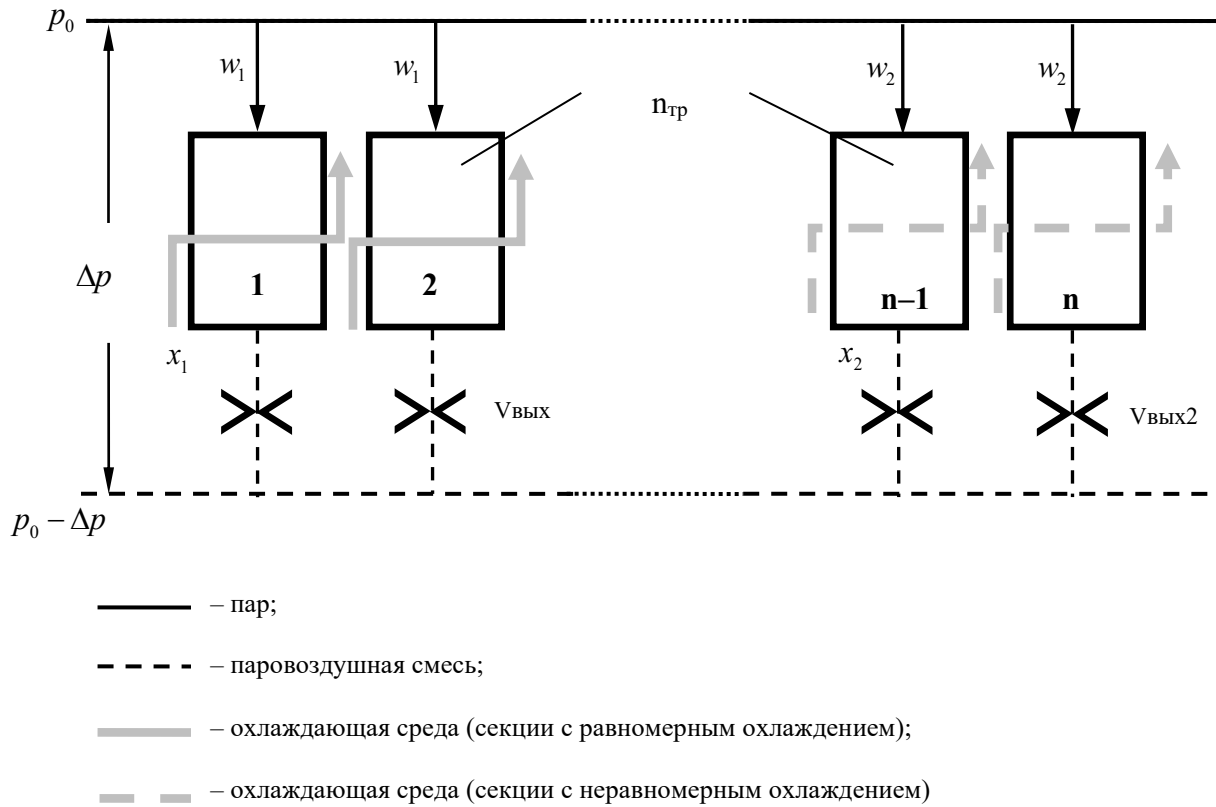 p₀
w₁ w₁ w₂ w₂
nтр
Δp
1 2 n–1 n
x₁ x₂
Vвых Vвых2
p₀ − Δp
– пар;
– паровоздушная смесь;
– охлаждающая среда (секции с равномерным охлаждением);
– охлаждающая среда (секции с неравномерным охлаждением)